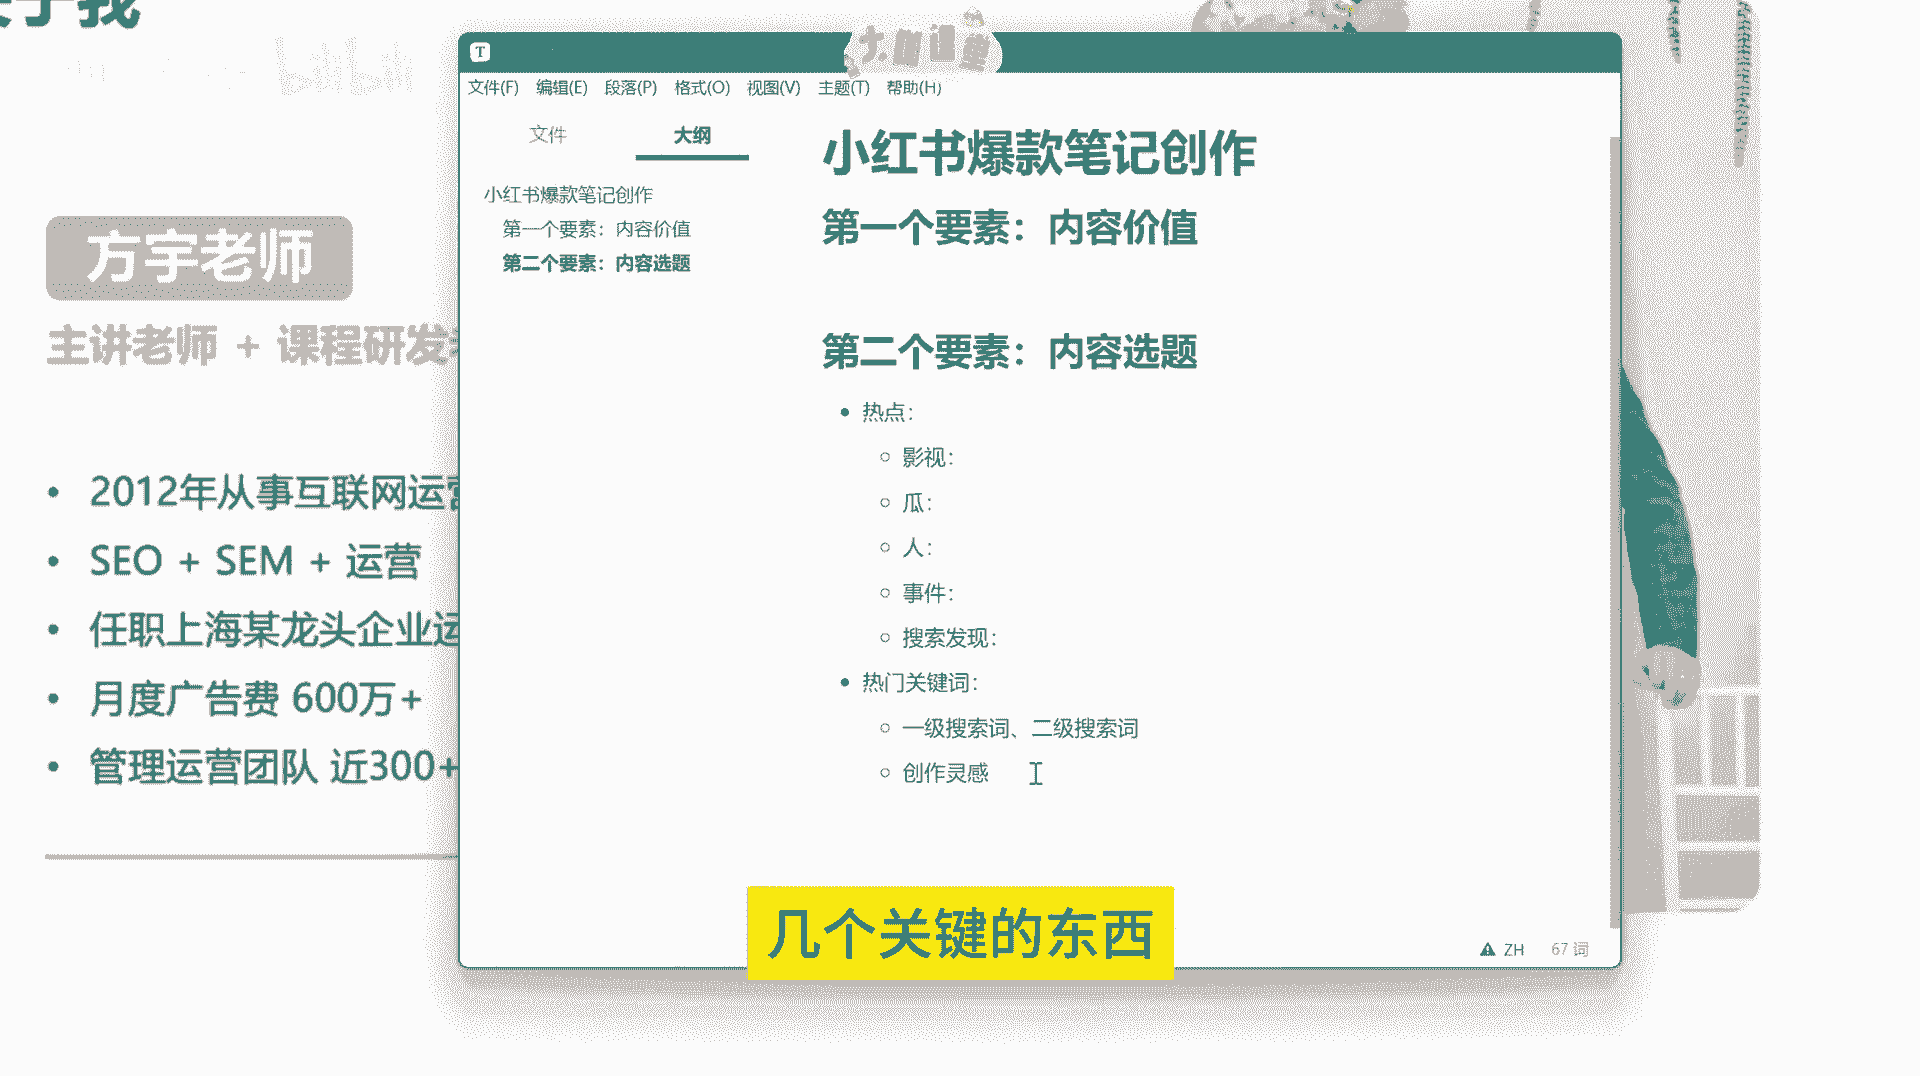 bilibili
大微课堂
T
文件(F) 编辑(E) 段落(P) 格式(O) 视图(V) 主题(T) 帮助(H)
文件 大纲
小红书爆款笔记创作
第一个要素：内容价值
第二个要素：内容选题
小红书爆款笔记创作
第一个要素：内容价值
第二个要素：内容选题
热点：
影视：
瓜：
人：
事件：
搜索发现：
热门关键词：
一级搜索词、二级搜索词
创作灵感
ZH 67 词
方宇老师
主讲老师 + 课程研发
2012年从事互联网运营
SEO + SEM + 运营
任职上海某龙头企业运
月度广告费 600万+
管理运营团队 近300+
几个关键的东西